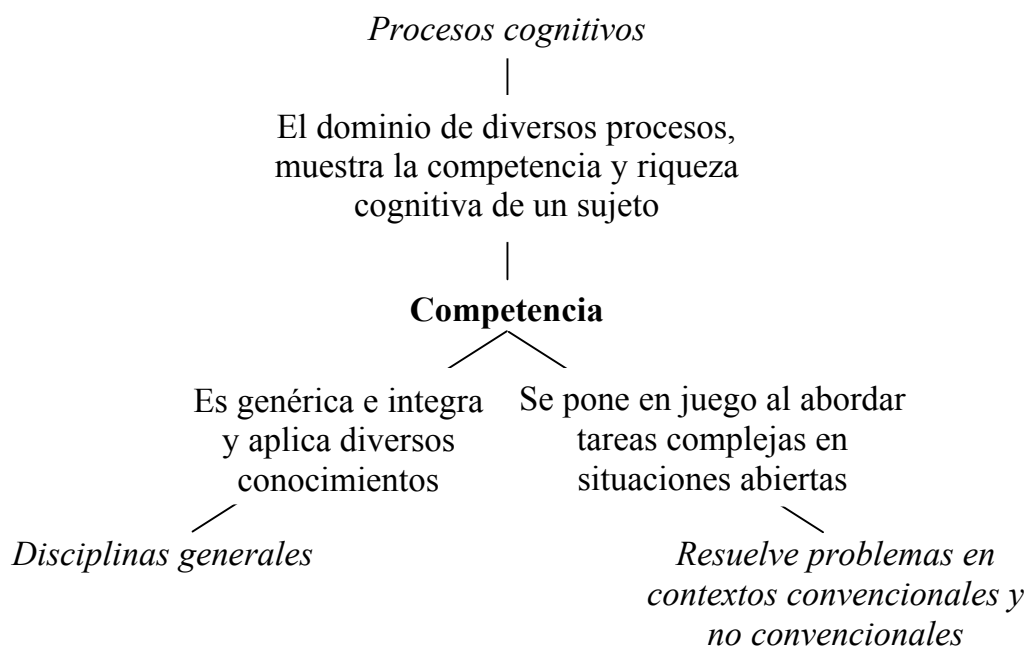 Procesos cognitivos
El dominio de diversos procesos,
muestra la competencia y riqueza
cognitiva de un sujeto
Competencia
Es genérica e integra
y aplica diversos
conocimientos
Se pone en juego al abordar
tareas complejas en
situaciones abiertas
Disciplinas generales
Resuelve problemas en
contextos convencionales y
no convencionales